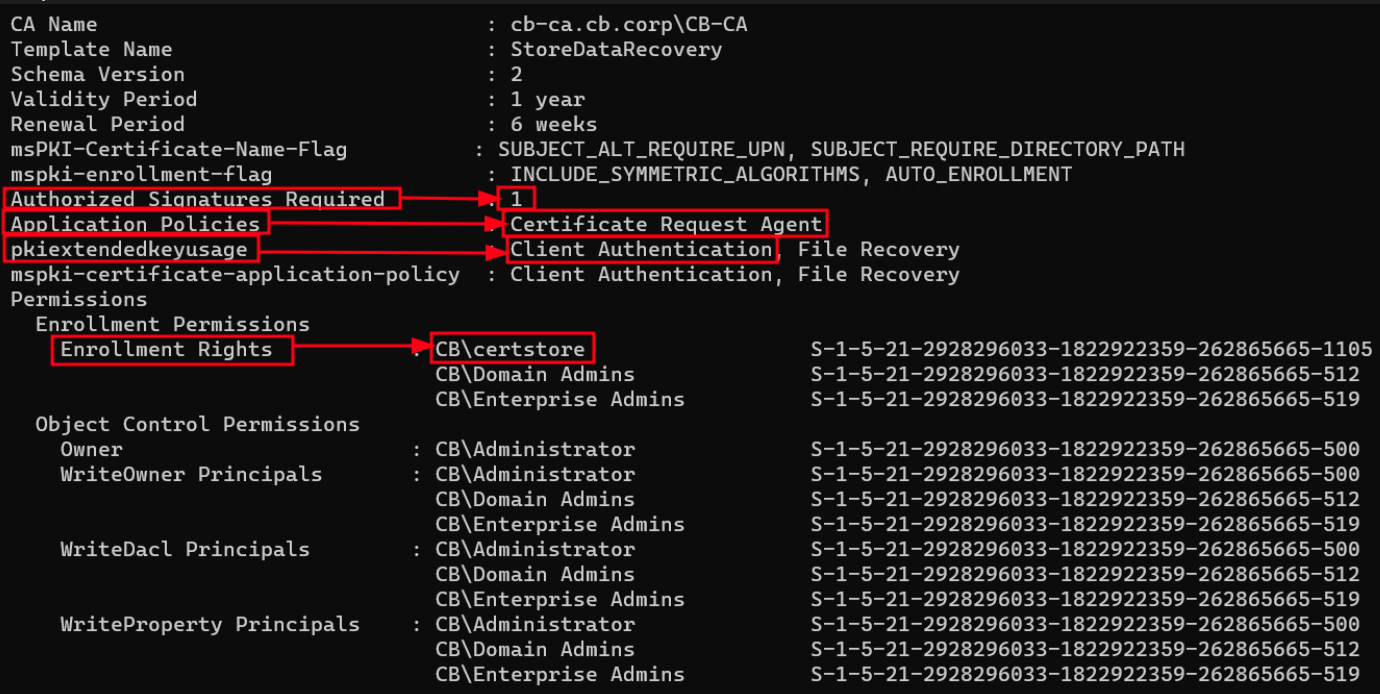 CA Name : cb-ca.cb.corp\CB-CA
Template Name : StoreDataRecovery
Schema Version : 2
Validity Period : 1 year
Renewal Period : 6 weeks
msPKI-Certificate-Name-Flag : SUBJECT_ALT_REQUIRE_UPN, SUBJECT_REQUIRE_DIRECTORY_PATH
mspki-enrollment-flag : INCLUDE_SYMMETRIC_ALGORITHMS, AUTO_ENROLLMENT
Authorized Signatures Required : 1
Application Policies : Certificate Request Agent
pkiextendedkeyusage : Client Authentication, File Recovery
mspki-certificate-application-policy : Client Authentication, File Recovery
Permissions
Enrollment Permissions
Enrollment Rights : CB\certstore S-1-5-21-2928296033-1822922359-262865665-1105
CB\Domain Admins S-1-5-21-2928296033-1822922359-262865665-512
CB\Enterprise Admins S-1-5-21-2928296033-1822922359-262865665-519
Object Control Permissions
Owner : CB\Administrator S-1-5-21-2928296033-1822922359-262865665-500
WriteOwner Principals : CB\Administrator S-1-5-21-2928296033-1822922359-262865665-500
CB\Domain Admins S-1-5-21-2928296033-1822922359-262865665-512
CB\Enterprise Admins S-1-5-21-2928296033-1822922359-262865665-519
WriteDacl Principals : CB\Administrator S-1-5-21-2928296033-1822922359-262865665-500
CB\Domain Admins S-1-5-21-2928296033-1822922359-262865665-512
CB\Enterprise Admins S-1-5-21-2928296033-1822922359-262865665-519
WriteProperty Principals : CB\Administrator S-1-5-21-2928296033-1822922359-262865665-500
CB\Domain Admins S-1-5-21-2928296033-1822922359-262865665-512
CB\Enterprise Admins S-1-5-21-2928296033-1822922359-262865665-519